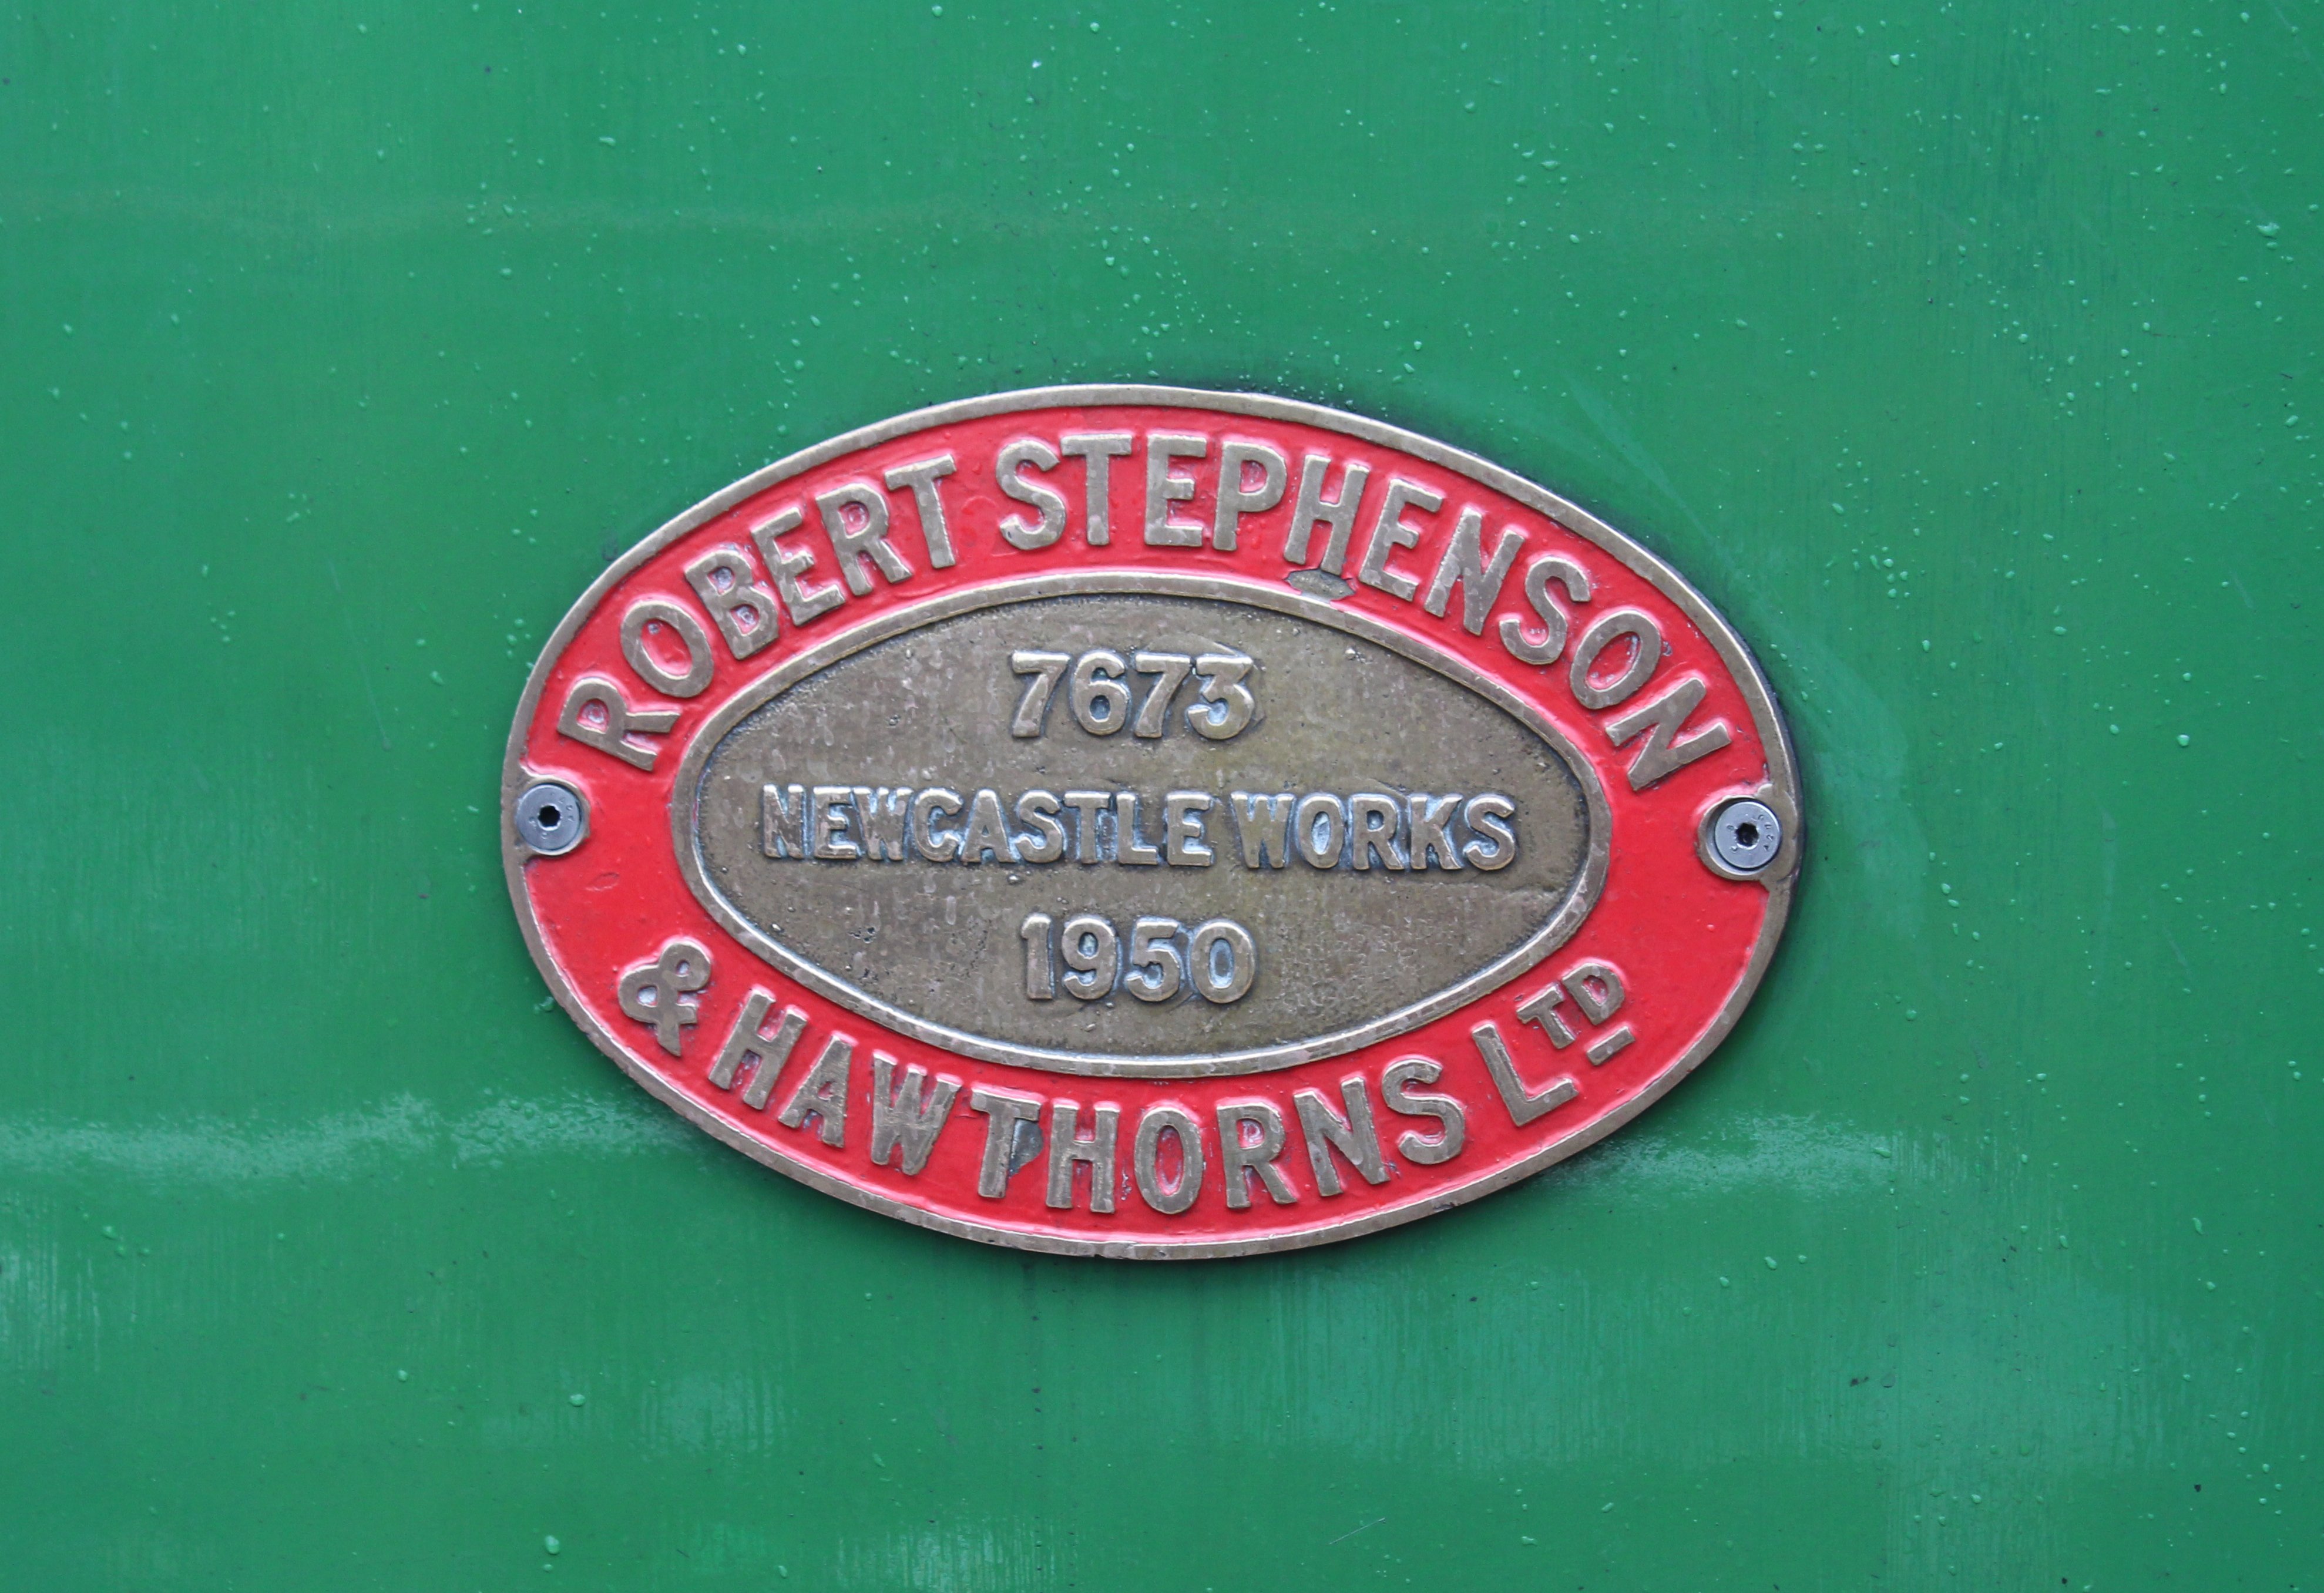 ROBERT STEPHENSON
7673
NEWCASTLE WORKS
1950
& HAWTHORNS LTD